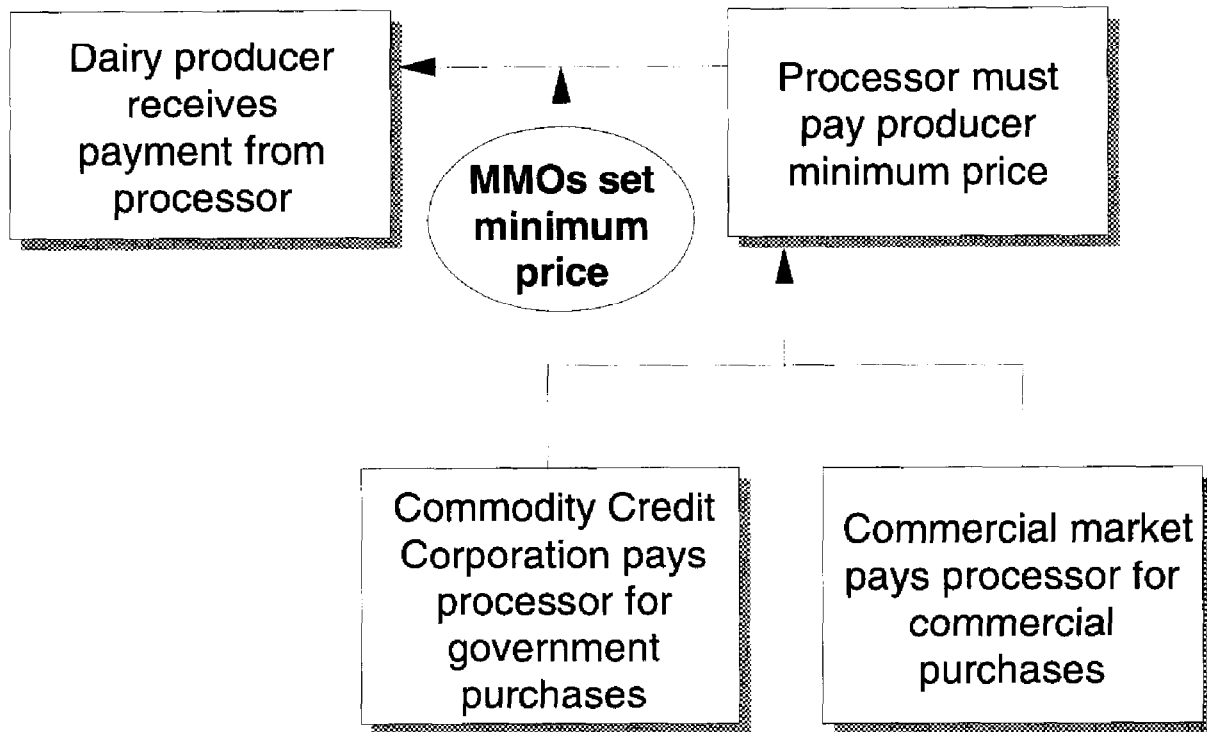 Dairy producer
receives
payment from
processor
MMOs set
minimum
price
Processor must
pay producer
minimum price
Commodity Credit
Corporation pays
processor for
government
purchases
Commercial market
pays processor for
commercial
purchases